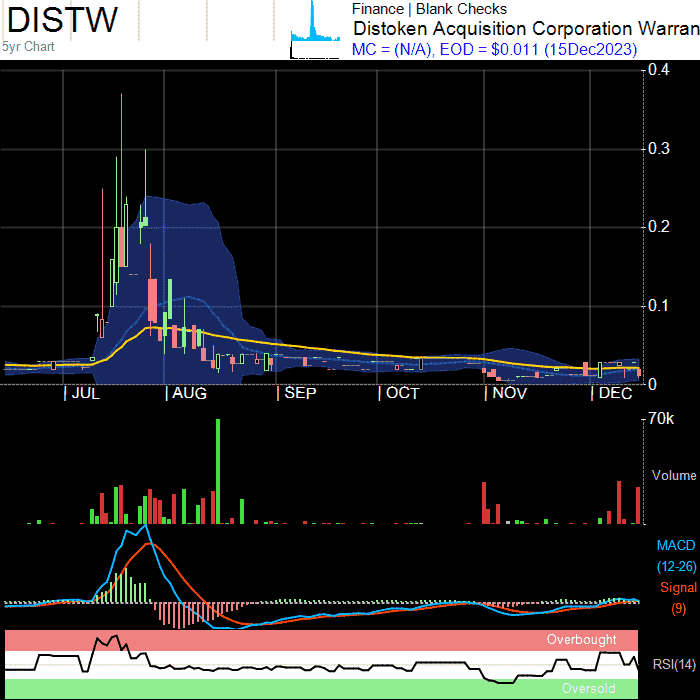 DISTW
5yr Chart
Finance | Blank Checks
Distoken Acquisition Corporation Warran
MC = (N/A), EOD = $0.011 (15Dec2023)
0.4
0.3
0.2
0.1
0
JUL AUG SEP OCT NOV DEC
70k
Volume
MACD
(12-26)
Signal
(9)
Overbought
RSI(14)
Oversold